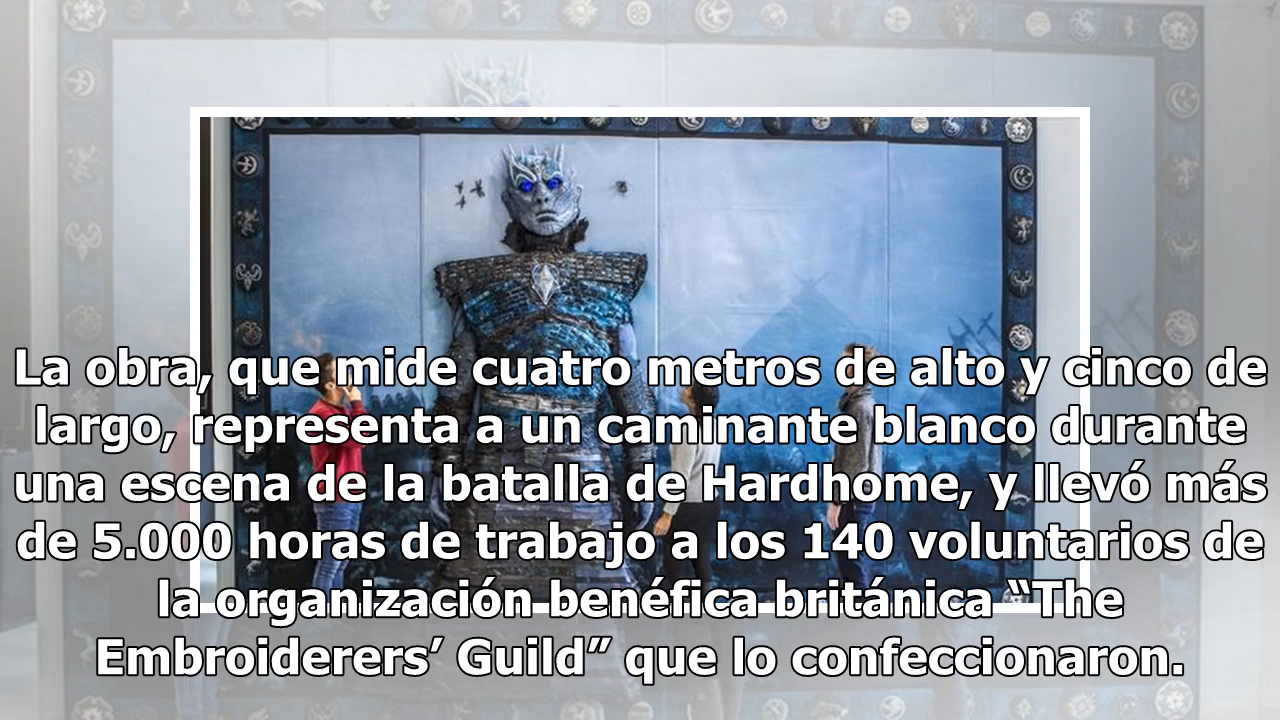 La obra, que mide cuatro metros de alto y cinco de
largo, representa a un caminante blanco durante
una escena de la batalla de Hardhome, y llevó más
de 5.000 horas de trabajo a los 140 voluntarios de
la organización benéfica británica “The
Embroiderers’ Guild” que lo confeccionaron.